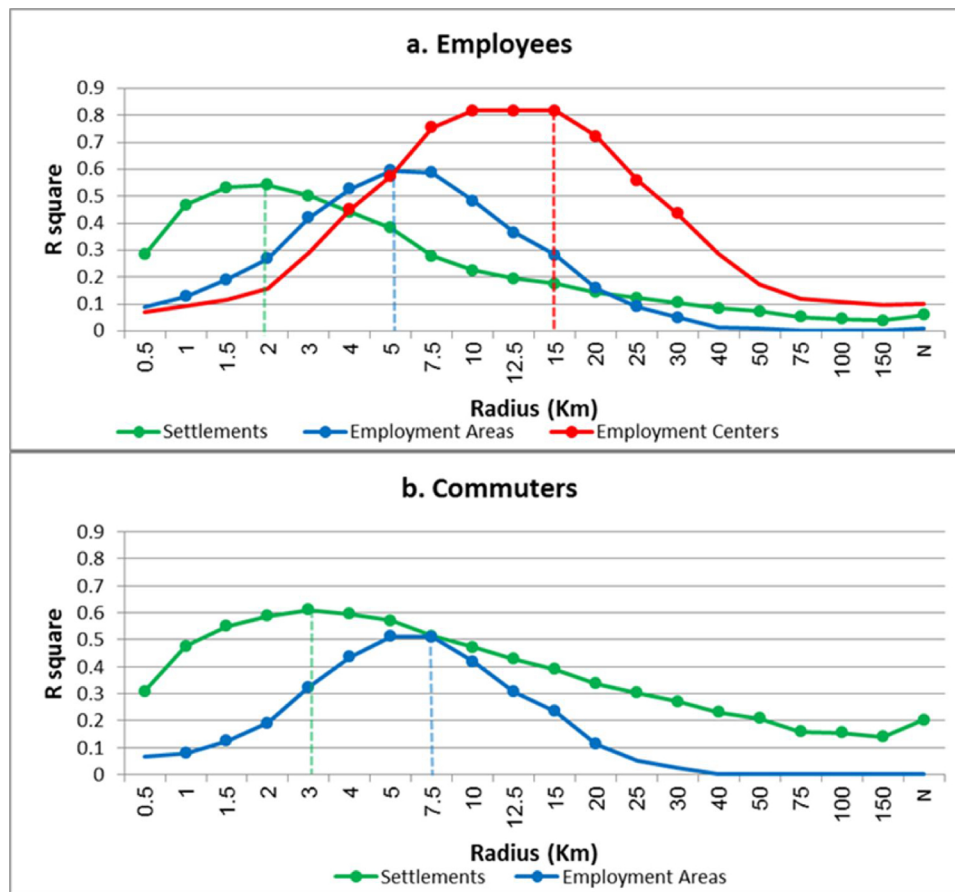 a. Employees
R square
0.9
0.8
0.7
0.6
0.5
0.4
0.3
0.2
0.1
0
0.5 1 1.5 2 3 4 5 7.5 10 12.5 15 20 25 30 40 50 75 100 150 N
Radius (Km)
Settlements Employment Areas Employment Centers
b. Commuters
R square
0.9
0.8
0.7
0.6
0.5
0.4
0.3
0.2
0.1
0
0.5 1 1.5 2 3 4 5 7.5 10 12.5 15 20 25 30 40 50 75 100 150 N
Radius (Km)
Settlements Employment Areas